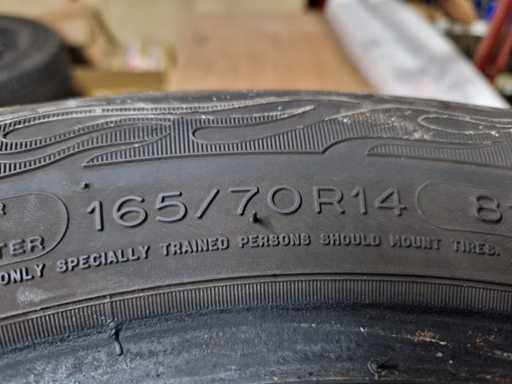 165/70R14
ONLY SPECIALLY TRAINED PERSONS SHOULD MOUNT TIRES.